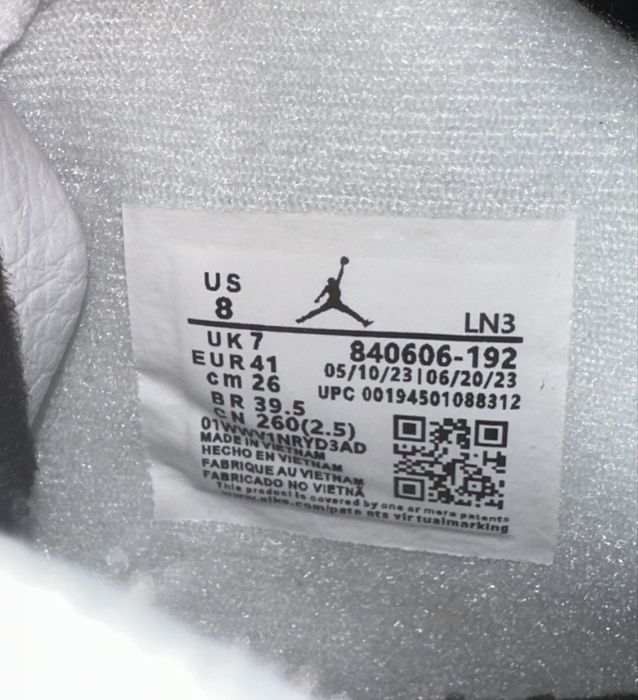 US
8
LN3
UK 7
EUR 41
cm 26
BR 39.5
CN 260(2.5)
840606-192
05/10/23|06/20/23
UPC 00194501088312
MADE IN VIETNAM
HECHO EN VIETNAM
FABRIQUE AU VIETNAM
FABRICADO NO VIETNÃ
This product is covered by one or more patents
www.nike.com/patents virtualmarking